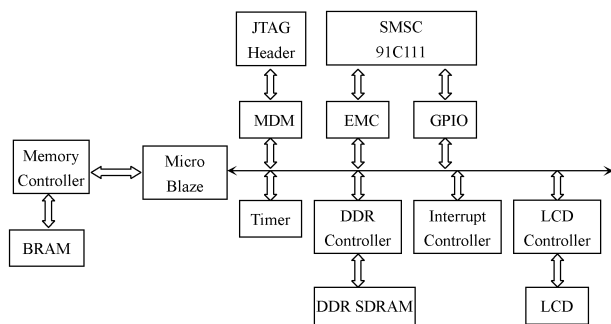 JTAG
Header
SMSC
91C111
MDM
EMC
GPIO
Memory
Controller
Micro
Blaze
BRAM
Timer
DDR
Controller
Interrupt
Controller
LCD
Controller
DDR SDRAM
LCD